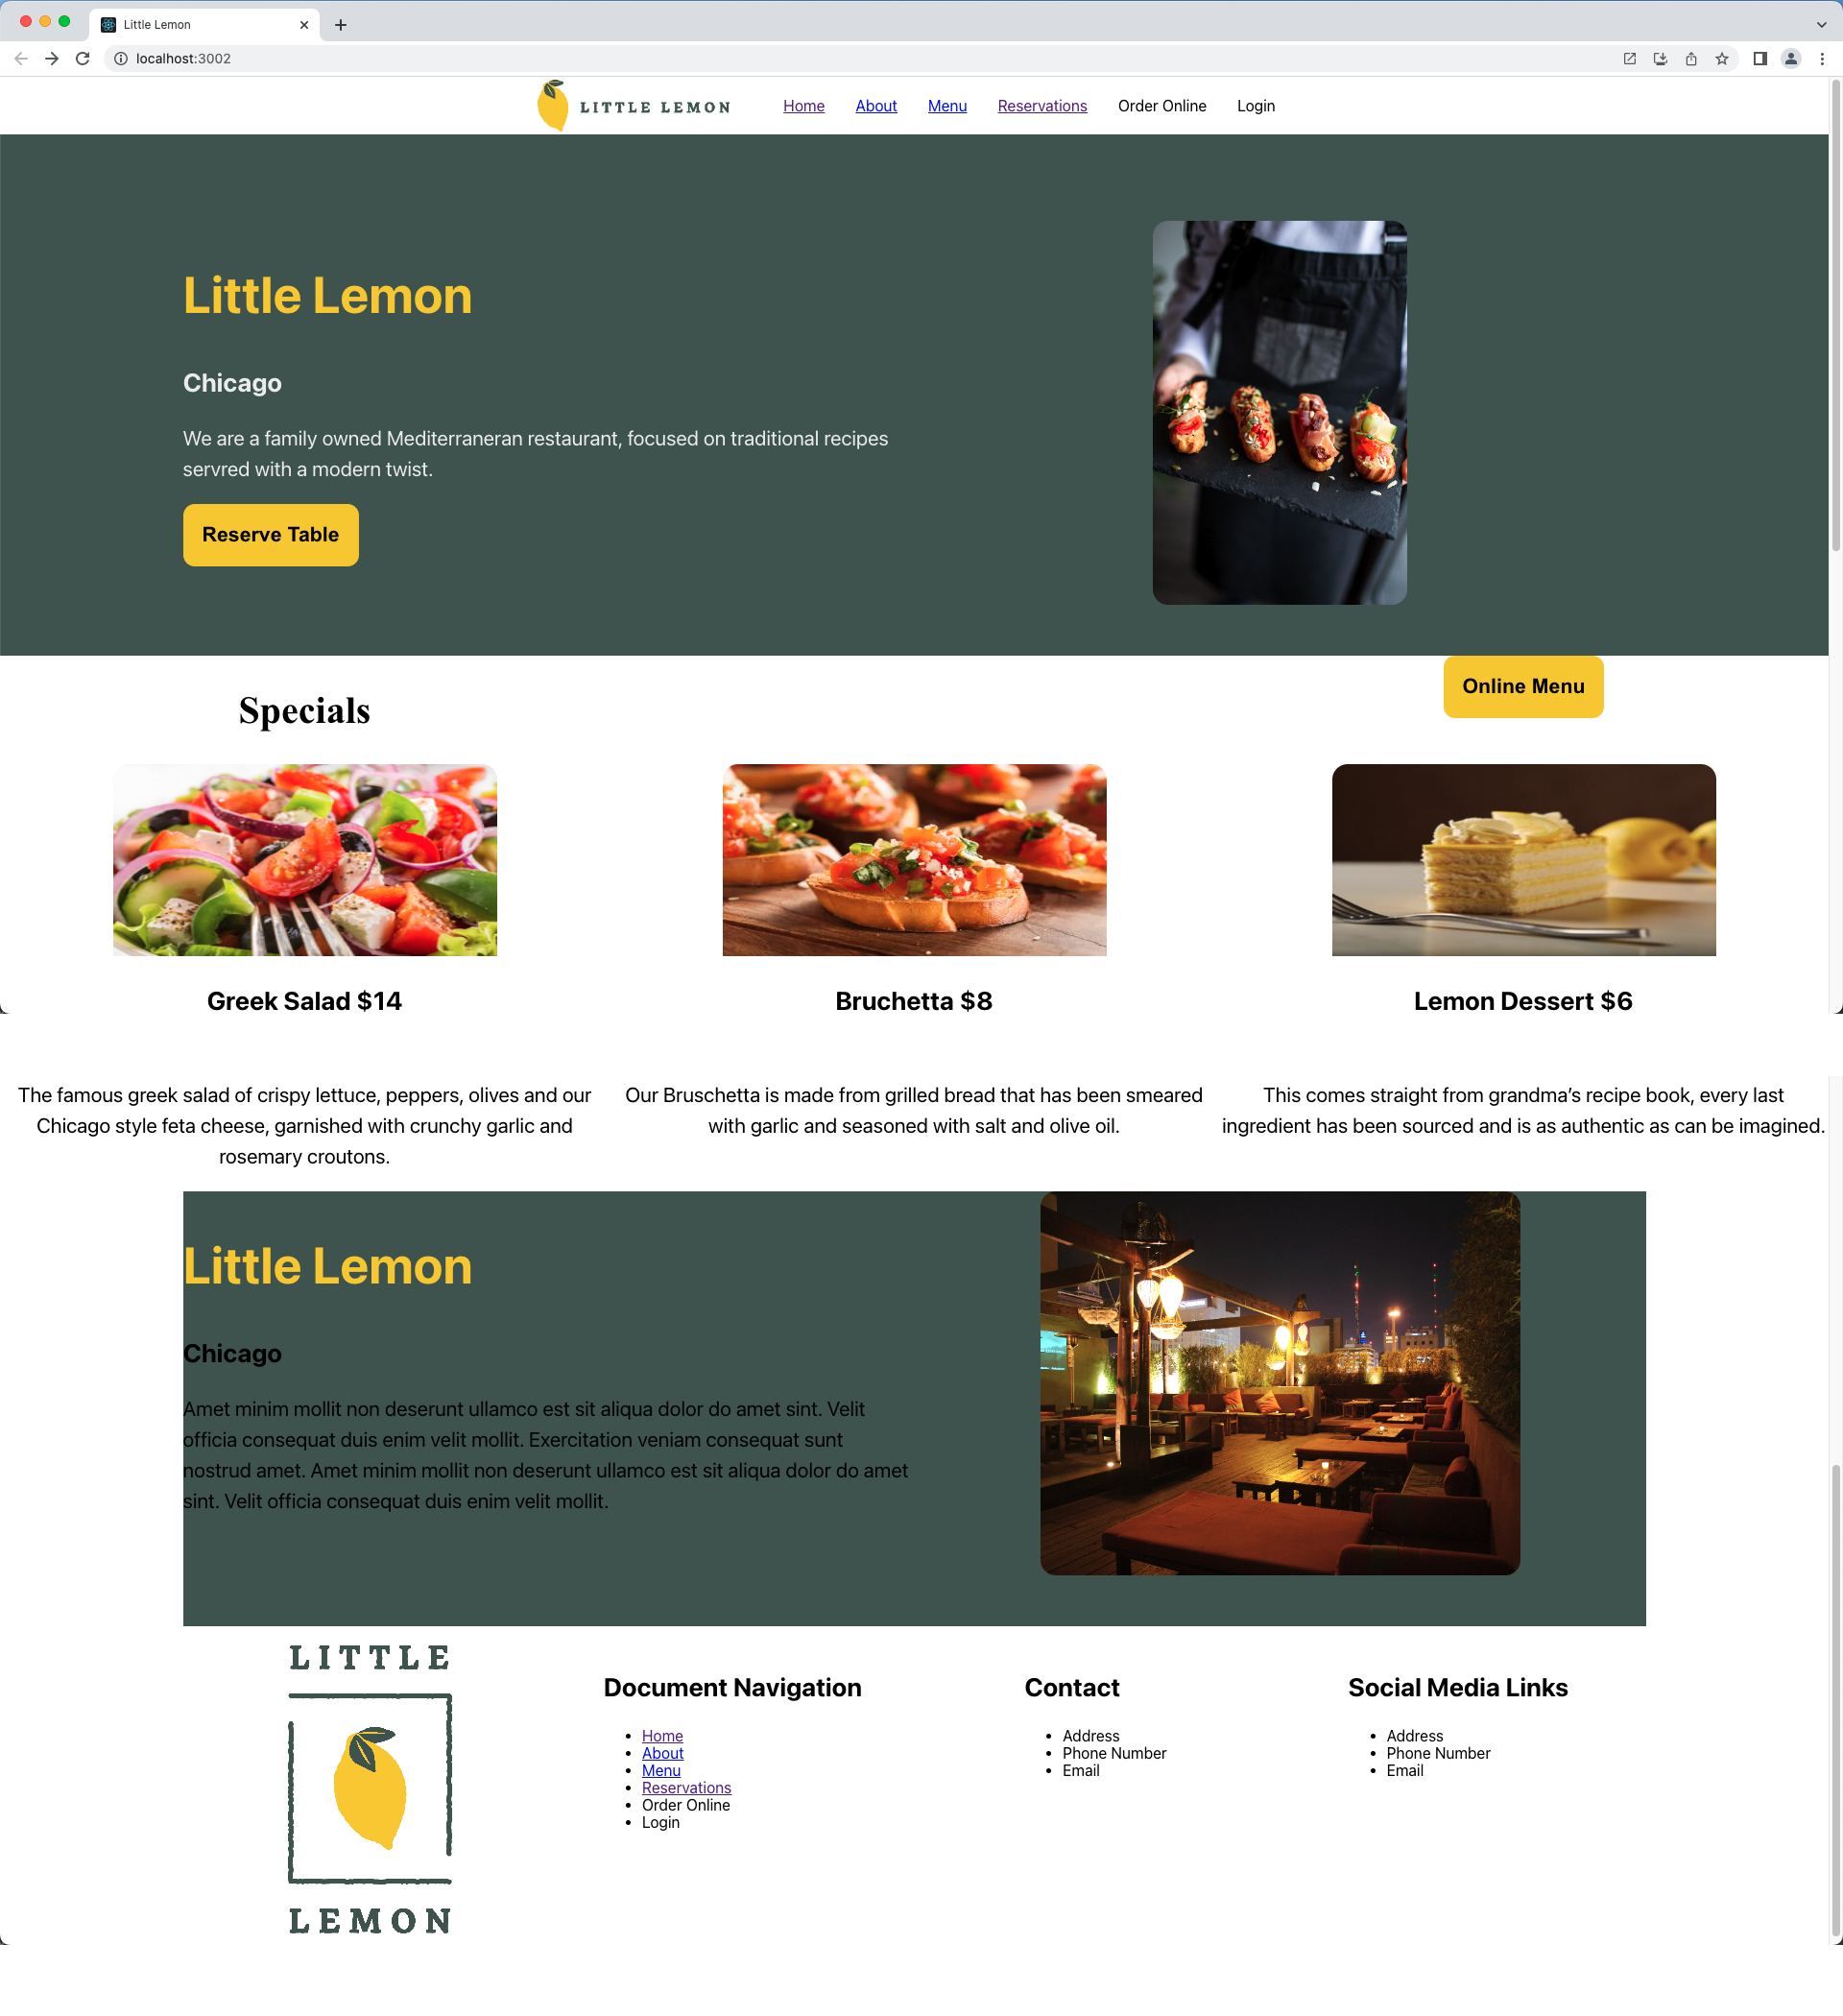 Little Lemon
localhost:3002
LITTLE LEMON
Home About Menu Reservations Order Online Login
Little Lemon
Chicago
We are a family owned Mediterraneran restaurant, focused on traditional recipes
servred with a modern twist.
Reserve Table
Specials
Online Menu
Greek Salad $14
Bruchetta $8
Lemon Dessert $6
The famous greek salad of crispy lettuce, peppers, olives and our
Chicago style feta cheese, garnished with crunchy garlic and
rosemary croutons.
Our Bruschetta is made from grilled bread that has been smeared
with garlic and seasoned with salt and olive oil.
This comes straight from grandma’s recipe book, every last
ingredient has been sourced and is as authentic as can be imagined.
Little Lemon
Chicago
Amet minim mollit non deserunt ullamco est sit aliqua dolor do amet sint. Velit
officia consequat duis enim velit mollit. Exercitation veniam consequat sunt
nostrud amet. Amet minim mollit non deserunt ullamco est sit aliqua dolor do amet
sint. Velit officia consequat duis enim velit mollit.
LITTLE
LEMON
Document Navigation
Home
About
Menu
Reservations
Order Online
Login
Contact
Address
Phone Number
Email
Social Media Links
Address
Phone Number
Email